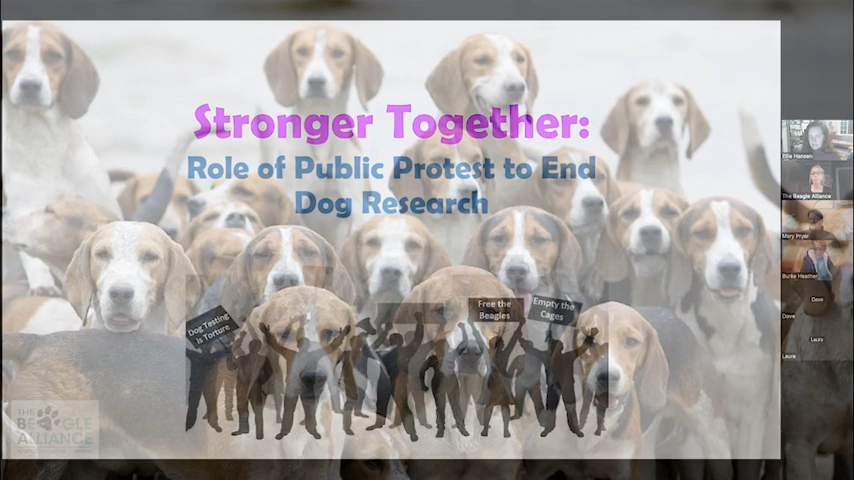 Stronger Together:
Role of Public Protest to End
Dog Research
Dog Testing
is Torture
Free the
Beagles
Empty the
Cages
THE
BEAGLE
ALLIANCE
Ellie Hansen
The Beagle Alliance
Mary Pryor
Burke Heather
Dave
Dave
Laura
Laura